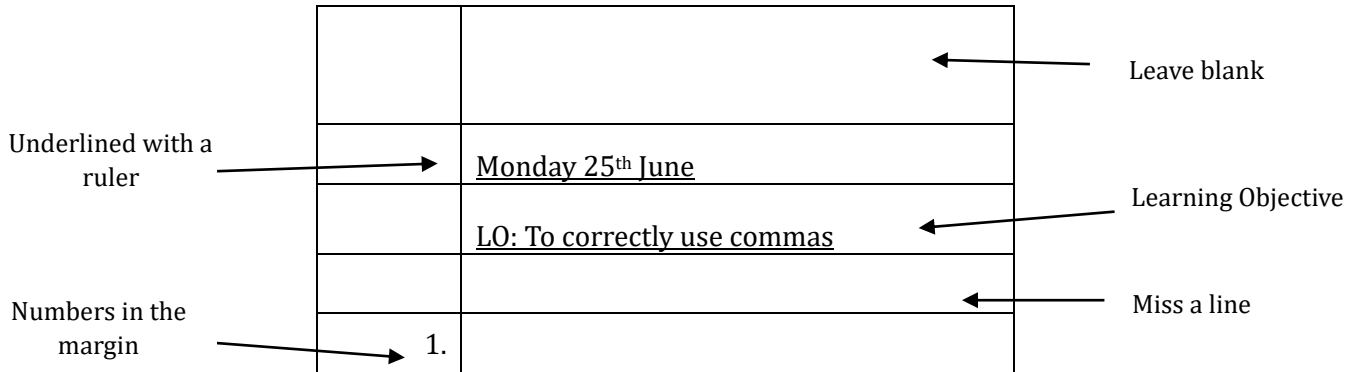 Leave blank
Underlined with a
ruler
Monday 25th June
Learning Objective
LO: To correctly use commas
Miss a line
Numbers in the
margin
1.